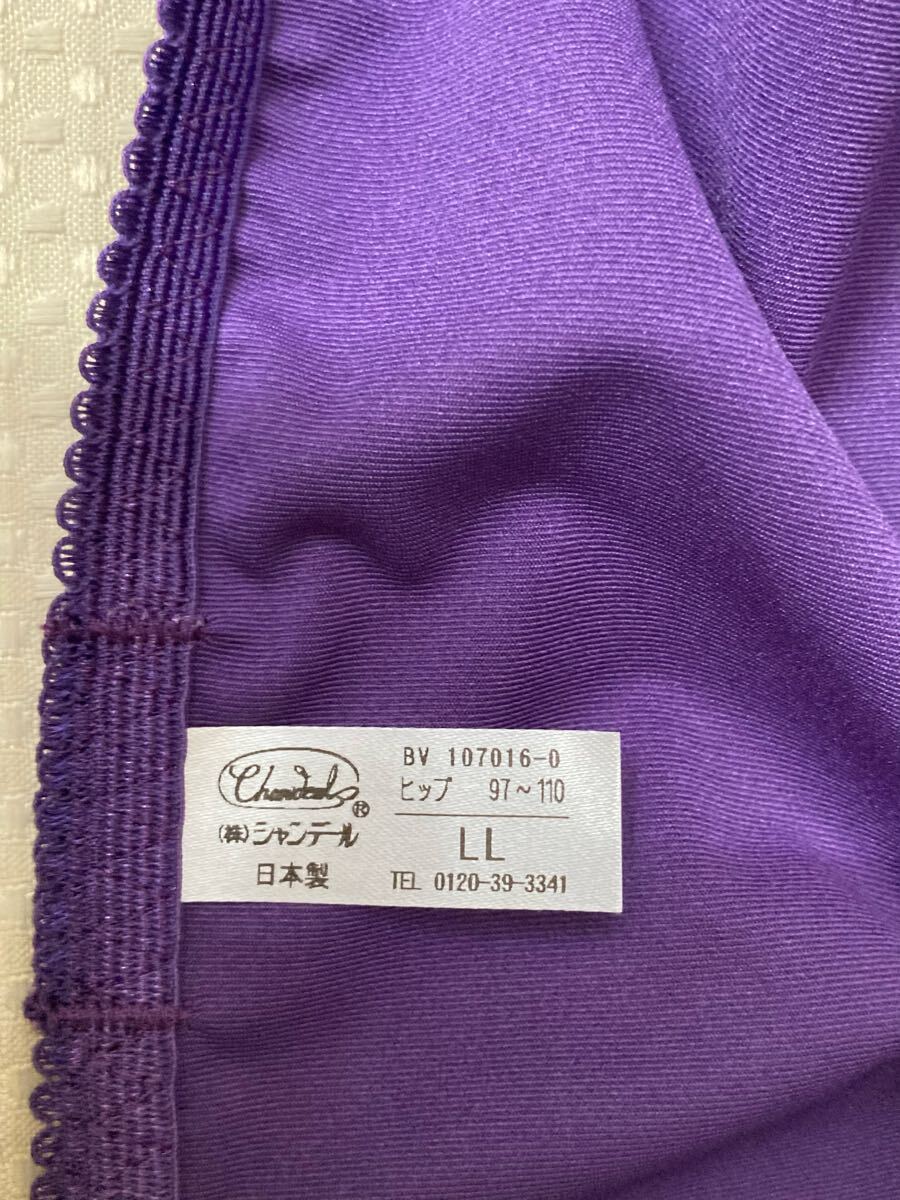 Chandeal
®
(株)シャンデール
日本製
BV 107016-0
ヒップ 97~110
LL
TEL 0120-39-3341